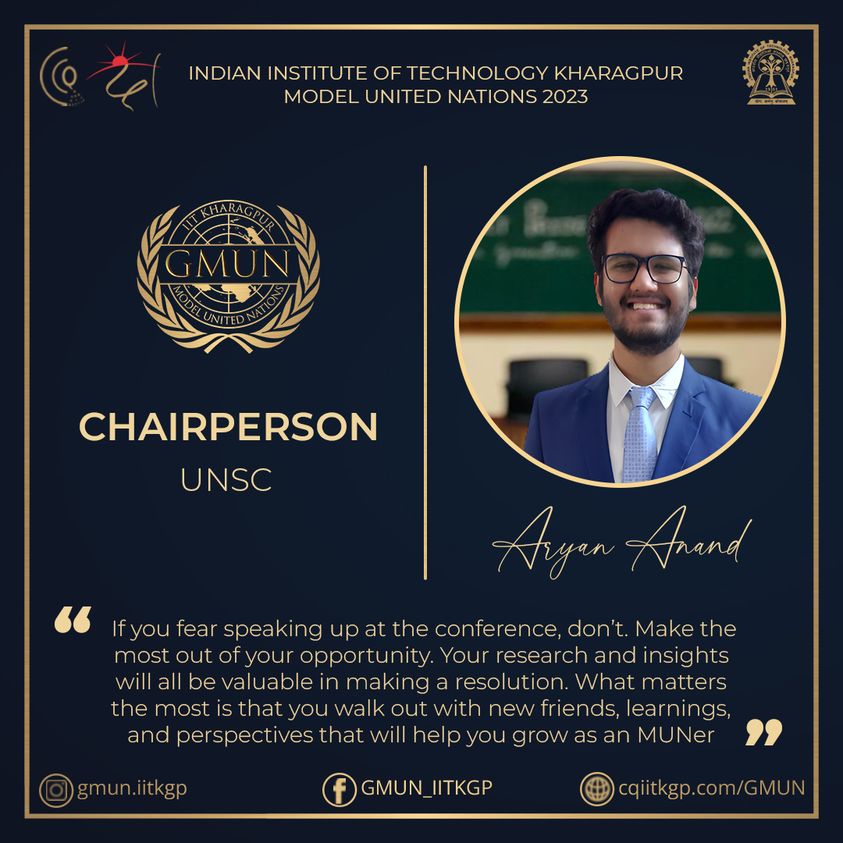 INDIAN INSTITUTE OF TECHNOLOGY KHARAGPUR
MODEL UNITED NATIONS 2023
IIT KHARAGPUR
GMUN
MODEL UNITED NATIONS
CHAIRPERSON
UNSC
Aryan Anand
“ If you fear speaking up at the conference, don’t. Make the
most out of your opportunity. Your research and insights
will all be valuable in making a resolution. What matters
the most is that you walk out with new friends, learnings,
and perspectives that will help you grow as an MUNer ”
gmun.iitkgp
GMUN_IITKGP
cqiitkgp.com/GMUN